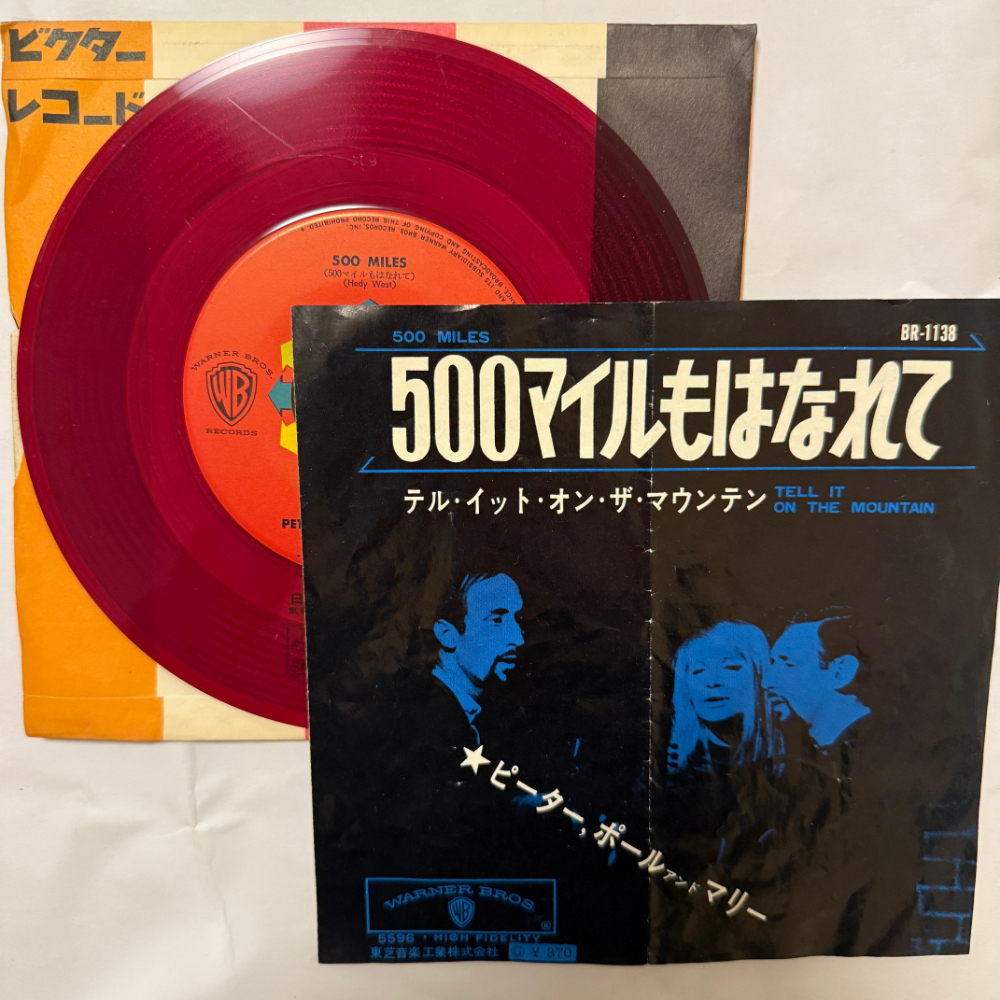 ビクター
レコード
500 MILES
(500マイルもはなれて)
(Hedy West)
WARNER BROS.
WB
RECORDS
500 MILES
BR-1138
500マイルもはなれて
テル・イット・オン・ザ・マウンテン
TELL IT
ON THE MOUNTAIN
★ピーター, ポールアンドマリー
WARNER BROS.
WB
5596・HIGH FIDELITY
東芝音楽工業株式会社
¥370